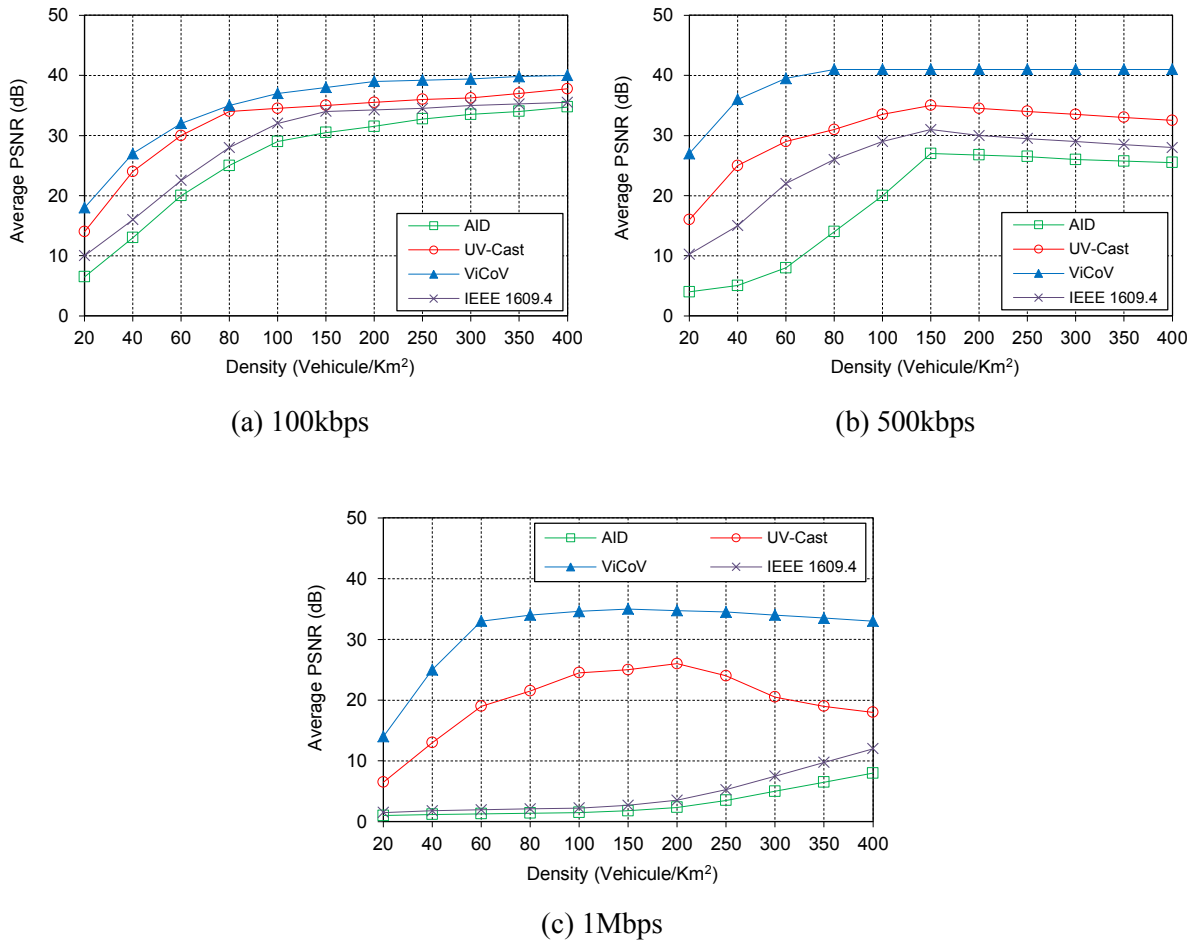 50
40
30
20
10
0
Average PSNR (dB)
AID
UV-Cast
ViCoV
IEEE 1609.4
20 40 60 80 100 150 200 250 300 350 400
Density (Vehicule/Km²)
(a) 100kbps
50
40
30
20
10
0
Average PSNR (dB)
AID
UV-Cast
ViCoV
IEEE 1609.4
20 40 60 80 100 150 200 250 300 350 400
Density (Vehicule/Km²)
(b) 500kbps
50
40
30
20
10
0
Average PSNR (dB)
AID UV-Cast
ViCoV IEEE 1609.4
20 40 60 80 100 150 200 250 300 350 400
Density (Vehicule/Km²)
(c) 1Mbps